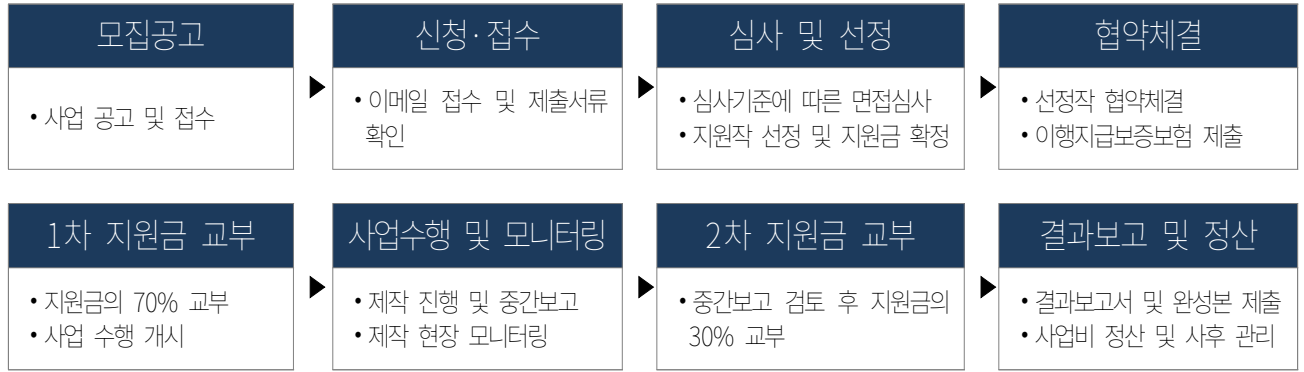 모집공고
• 사업 공고 및 접수
신청·접수
• 이메일 접수 및 제출서류
확인
심사 및 선정
• 심사기준에 따른 면접심사
• 지원작 선정 및 지원금 확정
협약체결
• 선정작 협약체결
• 이행지급보증보험 제출
1차 지원금 교부
• 지원금의 70% 교부
• 사업 수행 개시
사업수행 및 모니터링
• 제작 진행 및 중간보고
• 제작 현장 모니터링
2차 지원금 교부
• 중간보고 검토 후 지원금의
30% 교부
결과보고 및 정산
• 결과보고서 및 완성본 제출
• 사업비 정산 및 사후 관리